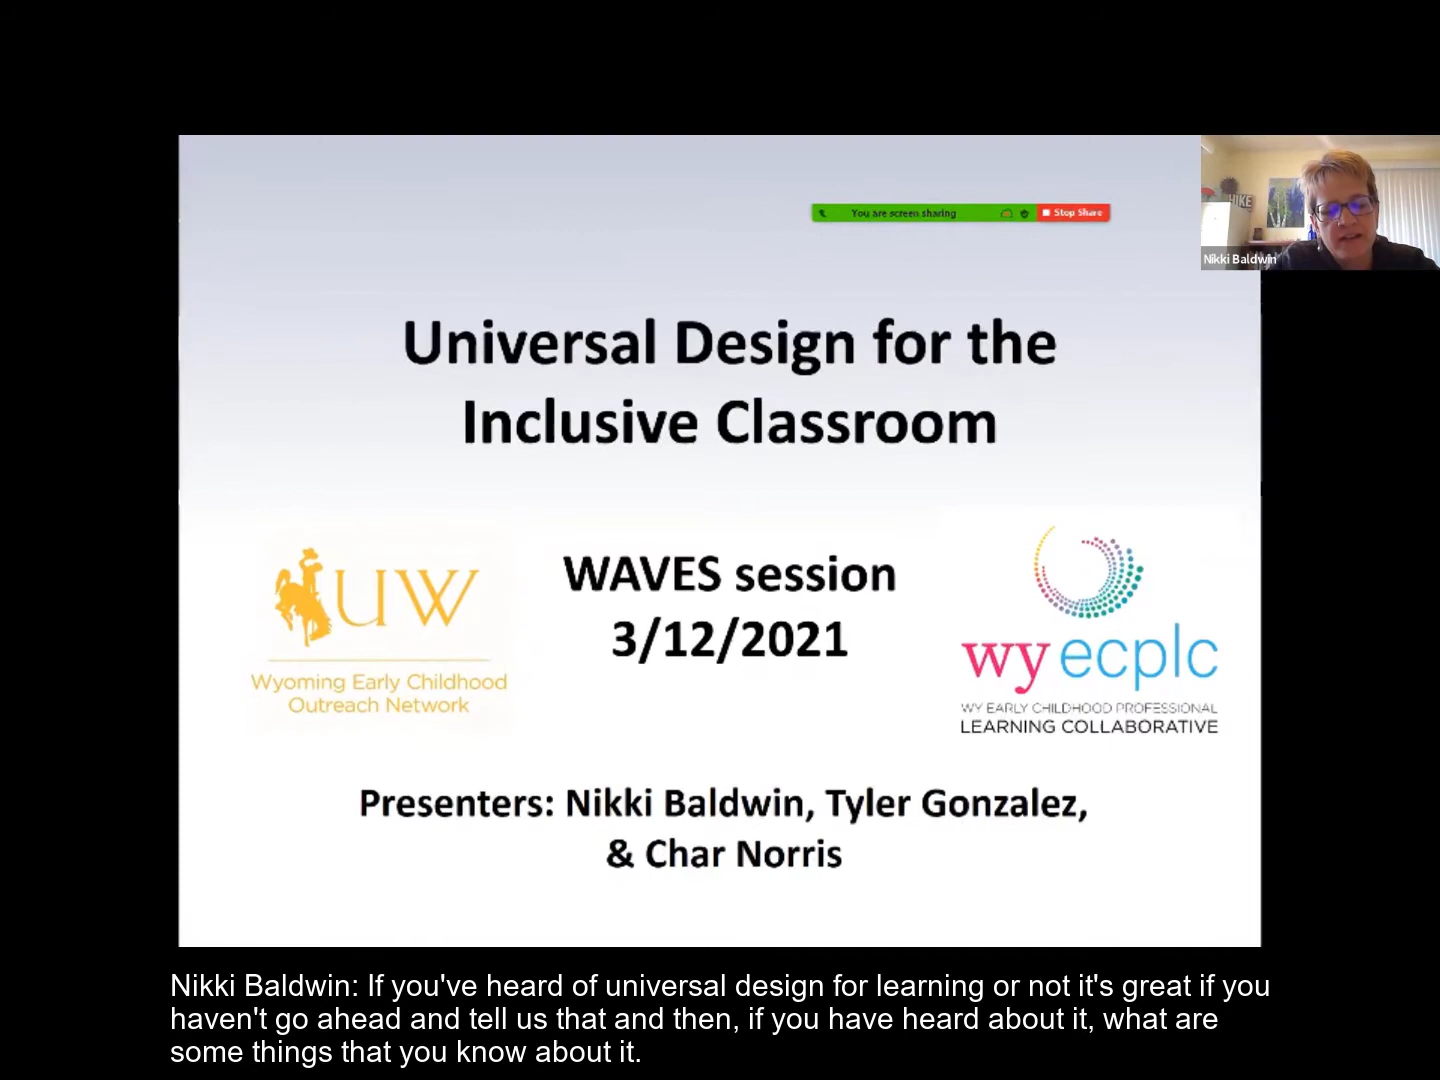 You are screen sharing
Stop Share
HIKE
Nikki Baldwin
Universal Design for the
Inclusive Classroom
UW
Wyoming Early Childhood
Outreach Network
WAVES session
3/12/2021
wyecplc
WY EARLY CHILDHOOD PROFESSIONAL
LEARNING COLLABORATIVE
Presenters: Nikki Baldwin, Tyler Gonzalez,
& Char Norris
Nikki Baldwin: If you've heard of universal design for learning or not it's great if you
haven't go ahead and tell us that and then, if you have heard about it, what are
some things that you know about it.